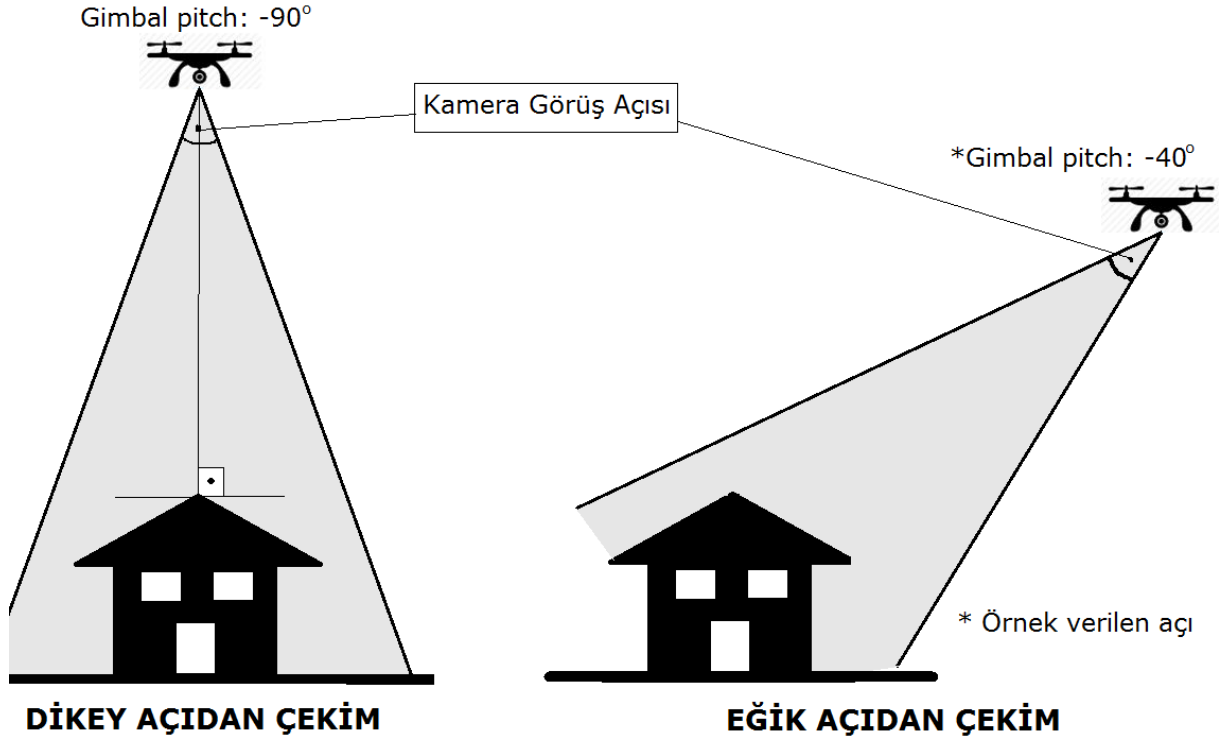 Gimbal pitch: -90°
Kamera Görüş Açısı
*Gimbal pitch: -40°
* Örnek verilen açı
DİKEY AÇIDAN ÇEKİM
EĞİK AÇIDAN ÇEKİM